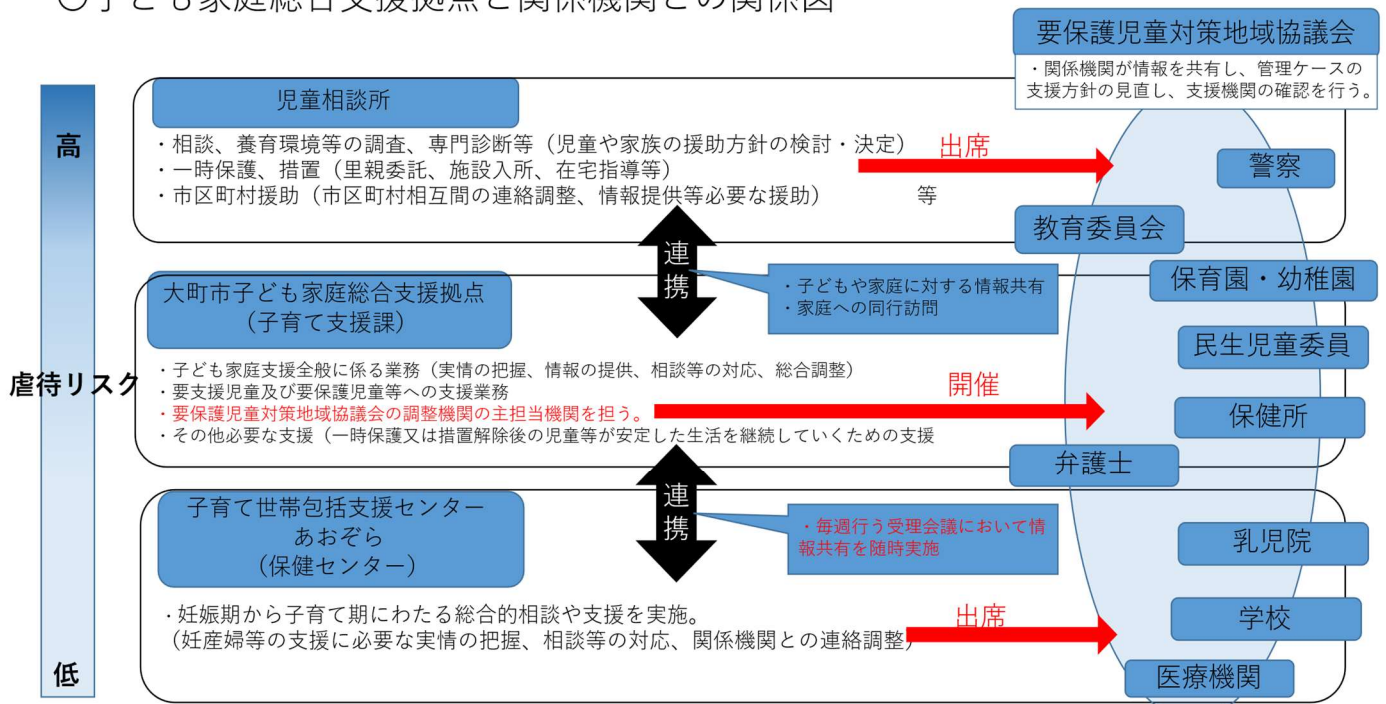 〇子ども家庭総合支援拠点と関係機関との関係図
要保護児童対策地域協議会
・関係機関が情報を共有し、管理ケースの
支援方針の見直し、支援機関の確認を行う。
高
虐待リスク
低
児童相談所
・相談、養育環境等の調査、専門診断等（児童や家族の援助方針の検討・決定）
・一時保護、措置（里親委託、施設入所、在宅指導等）
・市区町村援助（市区町村相互間の連絡調整、情報提供等必要な援助）　　　　　等
出席
連携
・子どもや家庭に対する情報共有
・家庭への同行訪問
大町市子ども家庭総合支援拠点
（子育て支援課）
・子ども家庭支援全般に係る業務（実情の把握、情報の提供、相談等の対応、総合調整）
・要支援児童及び要保護児童等への支援業務
・要保護児童対策地域協議会の調整機関の主担当機関を担う。
・その他必要な支援（一時保護又は措置解除後の児童等が安定した生活を継続していくための支援
開催
連携
・毎週行う受理会議において情
報共有を随時実施
子育て世帯包括支援センター
あおぞら
（保健センター）
・妊娠期から子育て期にわたる総合的相談や支援を実施。
（妊産婦等の支援に必要な実情の把握、相談等の対応、関係機関との連絡調整）
出席
警察
教育委員会
保育園・幼稚園
民生児童委員
保健所
弁護士
乳児院
学校
医療機関